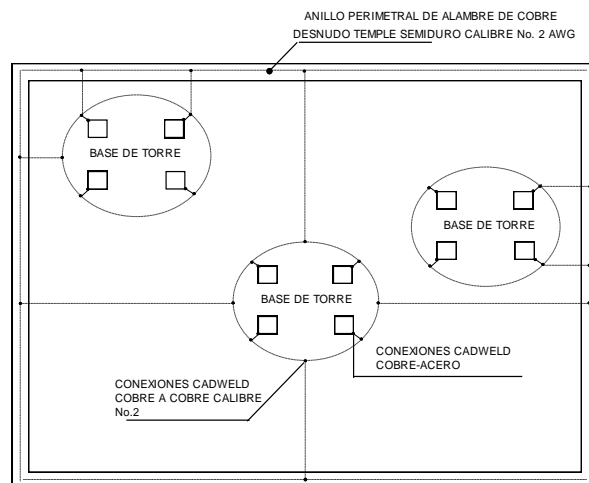 ANILLO PERIMETRAL DE ALAMBRE DE COBRE
DESNUDO TEMPLE SEMIDURO CALIBRE No. 2 AWG
BASE DE TORRE
BASE DE TORRE
BASE DE TORRE
CONEXIONES CADWELD
COBRE-ACERO
CONEXIONES CADWELD
COBRE A COBRE CALIBRE
No.2